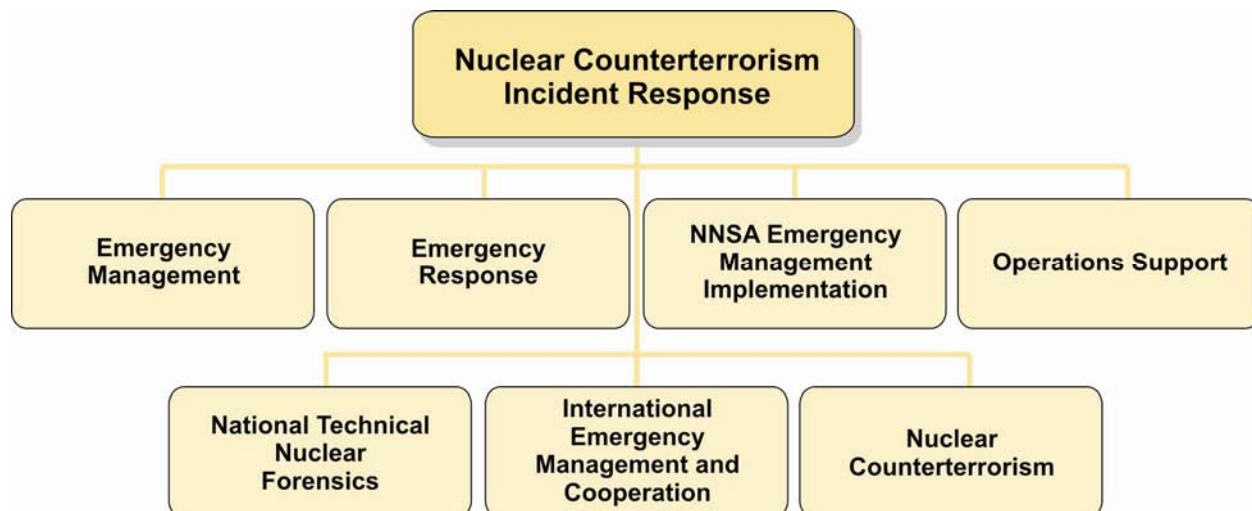 Nuclear Counterterrorism
Incident Response
Emergency
Management
Emergency
Response
NNSA Emergency
Management
Implementation
Operations Support
National Technical
Nuclear
Forensics
International
Emergency
Management and
Cooperation
Nuclear
Counterterrorism